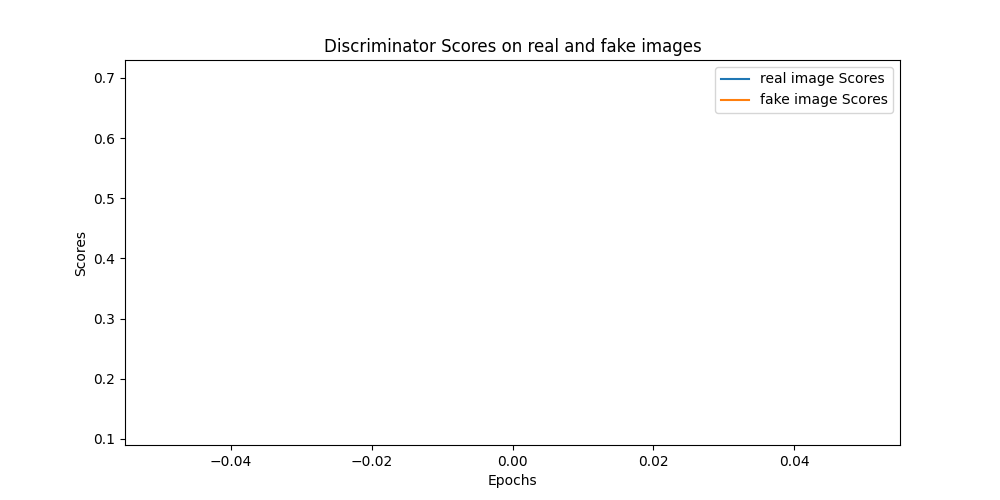 Discriminator Scores on real and fake images
real image Scores
fake image Scores
0.7
0.6
0.5
0.4
0.3
0.2
0.1
Scores
−0.04 −0.02 0.00 0.02 0.04
Epochs